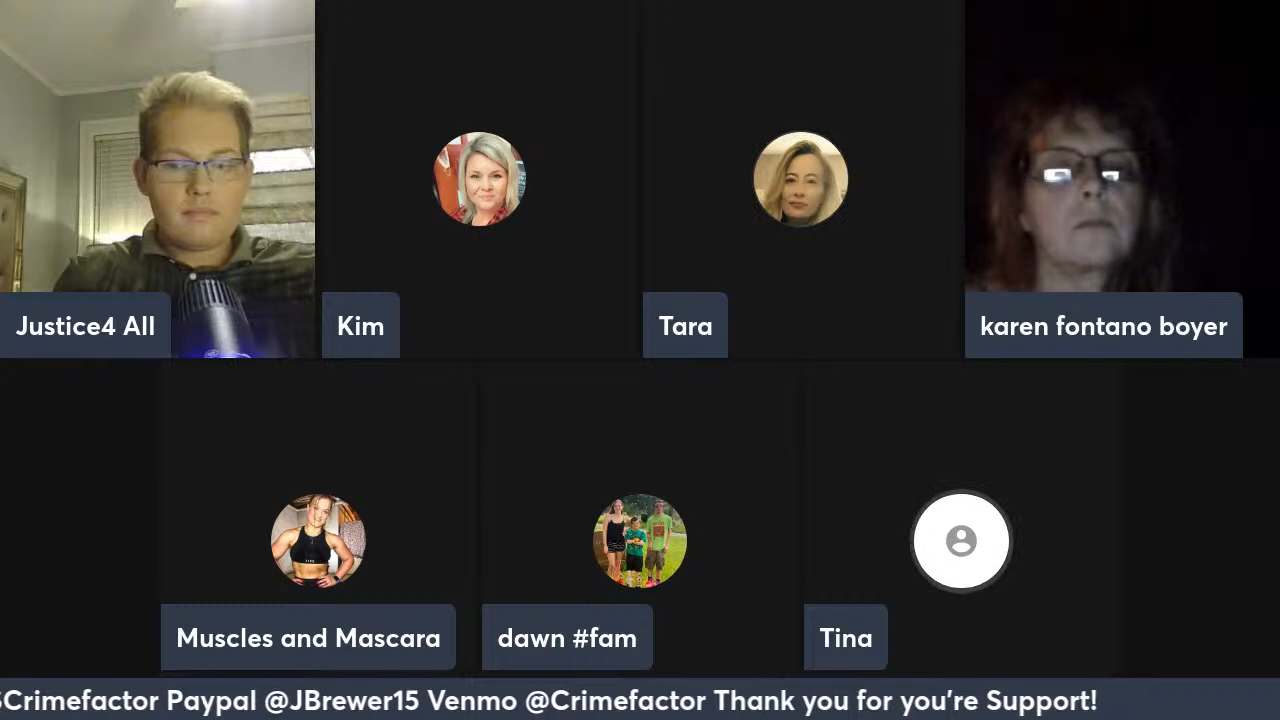 Justice4 All
Kim
Tara
karen fontano boyer
Muscles and Mascara
dawn #fam
Tina
Crimefactor Paypal @JBrewer15 Venmo @Crimefactor Thank you for you're Support!